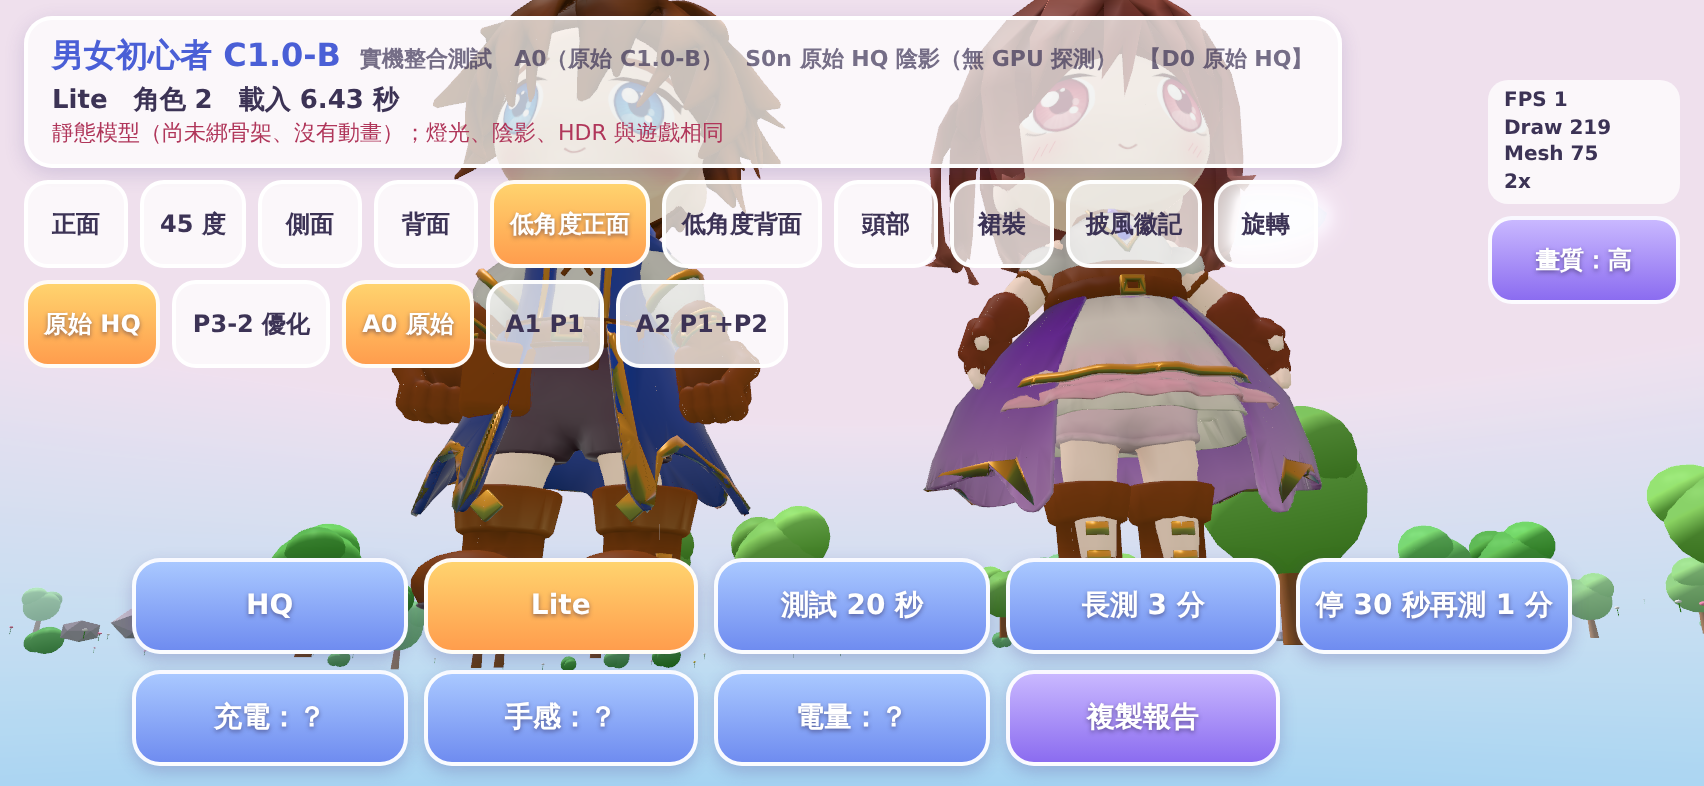 男女初心者 C1.0-B 實機整合測試 A0（原始 C1.0-B） S0n 原始 HQ 陰影（無 GPU 探測） 【D0 原始 HQ】
Lite 角色 2 載入 6.43 秒
靜態模型（尚未綁骨架、沒有動畫）；燈光、陰影、HDR 與遊戲相同
FPS 1
Draw 219
Mesh 75
2x
正面 45 度 側面 背面 低角度正面 低角度背面 頭部 裙裝 披風徽記 旋轉
畫質：高
原始 HQ P3-2 優化 A0 原始 A1 P1 A2 P1+P2
HQ Lite 測試 20 秒 長測 3 分 停 30 秒再測 1 分
充電：？ 手感：？ 電量：？ 複製報告